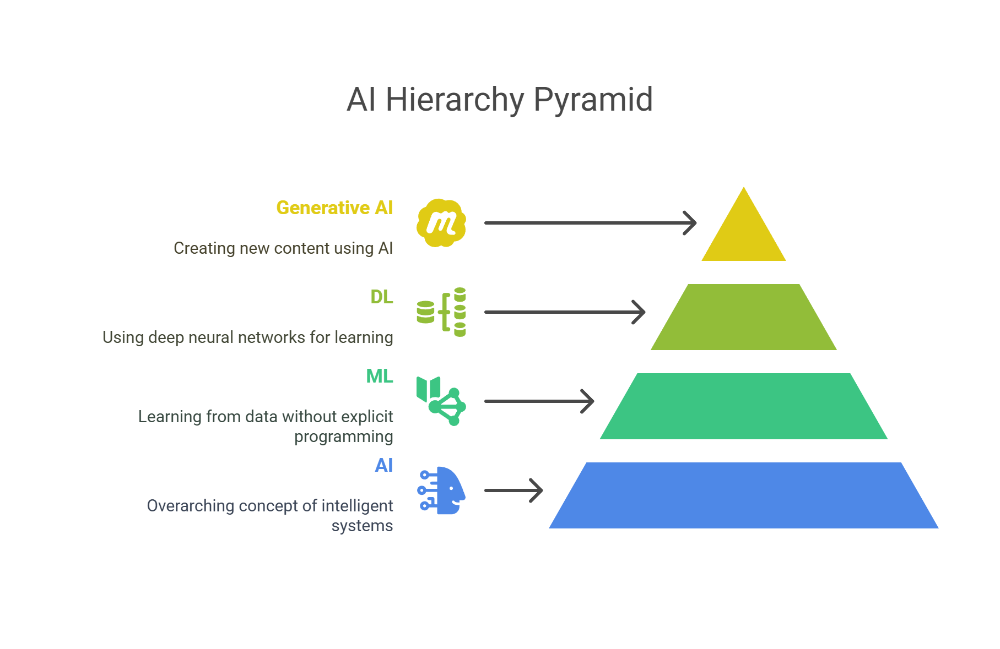 AI Hierarchy Pyramid
Generative AI
Creating new content using AI
DL
Using deep neural networks for learning
ML
Learning from data without explicit
programming
AI
Overarching concept of intelligent
systems